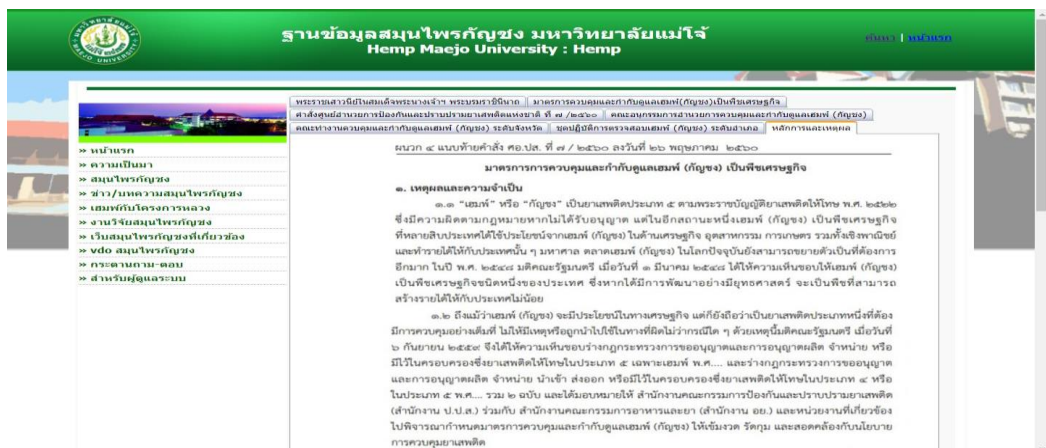 MAEJO UNIVERSITY
ฐานข้อมูลสมุนไพรกัญชง มหาวิทยาลัยแม่โจ้
Hemp Maejo University : Hemp
ค้นหา | หน้าแรก
พระราชเสาวนีย์ในสมเด็จพระนางเจ้าฯ พระบรมราชินีนาถ | มาตรการควบคุมและกำกับดูแลเฮมพ์(กัญชง)เป็นพืชเศรษฐกิจ
คำสั่งศูนย์อำนวยการป้องกันและปราบปรามยาเสพติดแห่งชาติ ที่ ๗ /๒๕๖๐ | คณะอนุกรรมการอำนวยการควบคุมและกำกับดูแลเฮมพ์ (กัญชง)
คณะทำงานควบคุมและกำกับดูแลเฮมพ์ (กัญชง) ระดับจังหวัด | ชุดปฏิบัติการตรวจสอบเฮมพ์ (กัญชง) ระดับอำเภอ | หลักการและเหตุผล
» หน้าแรก
» ความเป็นมา
» สมุนไพรกัญชง
» ข่าว/บทความสมุนไพรกัญชง
» เฮมพ์กับโครงการหลวง
» งานวิจัยสมุนไพรกัญชง
» เว็บสมุนไพรกัญชงที่เกี่ยวข้อง
» vdo สมุนไพรกัญชง
» กระดานถาม-ตอบ
» สำหรับผู้ดูแลระบบ
ผนวก ๔ แนบท้ายคำสั่ง ศอ.ปส. ที่ ๗ / ๒๕๖๐ ลงวันที่ ๒๖ พฤษภาคม ๒๕๖๐
มาตรการการควบคุมและกำกับดูแลเฮมพ์ (กัญชง) เป็นพืชเศรษฐกิจ
๑. เหตุผลและความจำเป็น
๑.๑ “เฮมพ์” หรือ “กัญชง” เป็นยาเสพติดประเภท ๕ ตามพระราชบัญญัติยาเสพติดให้โทษ พ.ศ. ๒๕๒๒
ซึ่งมีความผิดตามกฎหมายหากไม่ได้รับอนุญาต แต่ในอีกสถานะหนึ่งเฮมพ์ (กัญชง) เป็นพืชเศรษฐกิจ
ที่หลายสิบประเทศได้ใช้ประโยชน์จากเฮมพ์ (กัญชง) ในด้านเศรษฐกิจ อุตสาหกรรม การเกษตร รวมทั้งเชิงพาณิชย์
และทำรายได้ให้กับประเทศนั้น ๆ มหาศาล ตลาดเฮมพ์ (กัญชง) ในโลกปัจจุบันยังสามารถขยายตัวเป็นที่ต้องการ
อีกมาก ในปี พ.ศ. ๒๕๔๘ มติคณะรัฐมนตรี เมื่อวันที่ ๑ มีนาคม ๒๕๔๘ ได้ให้ความเห็นชอบให้เฮมพ์ (กัญชง)
เป็นพืชเศรษฐกิจชนิดหนึ่งของประเทศ ซึ่งหากได้มีการพัฒนาอย่างมียุทธศาสตร์ จะเป็นพืชที่สามารถ
สร้างรายได้ให้กับประเทศไม่น้อย
๑.๒ ถึงแม้ว่าเฮมพ์ (กัญชง) จะมีประโยชน์ในทางเศรษฐกิจ แต่ก็ยังถือว่าเป็นยาเสพติดประเภทหนึ่งที่ต้อง
มีการควบคุมอย่างเต็มที่ ไม่ให้มีเหตุหรือถูกนำไปใช้ในทางที่ผิดไม่ว่ากรณีใด ๆ ด้วยเหตุนี้มติคณะรัฐมนตรี เมื่อวันที่
๖ กันยายน ๒๕๕๙ จึงได้ให้ความเห็นชอบร่างกฎกระทรวงการขออนุญาตและการอนุญาตผลิต จำหน่าย หรือ
มีไว้ในครอบครองซึ่งยาเสพติดให้โทษในประเภท ๕ เฉพาะเฮมพ์ พ.ศ.... และร่างกฎกระทรวงการขออนุญาต
และการอนุญาตผลิต จำหน่าย นำเข้า ส่งออก หรือมีไว้ในครอบครองซึ่งยาเสพติดให้โทษในประเภท ๔ หรือ
ในประเภท ๕ พ.ศ.... รวม ๒ ฉบับ และได้มอบหมายให้ สำนักงานคณะกรรมการป้องกันและปราบปรามยาเสพติด
(สำนักงาน ป.ป.ส.) ร่วมกับ สำนักงานคณะกรรมการอาหารและยา (สำนักงาน อย.) และหน่วยงานที่เกี่ยวข้อง
ไปพิจารณากำหนดมาตรการควบคุมและกำกับดูแลเฮมพ์ (กัญชง) ให้เข้มงวด รัดกุม และสอดคล้องกับนโยบาย
การควบคุมยาเสพติด